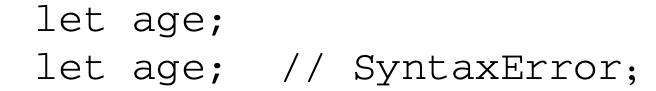 let age;
let age;  // SyntaxError；